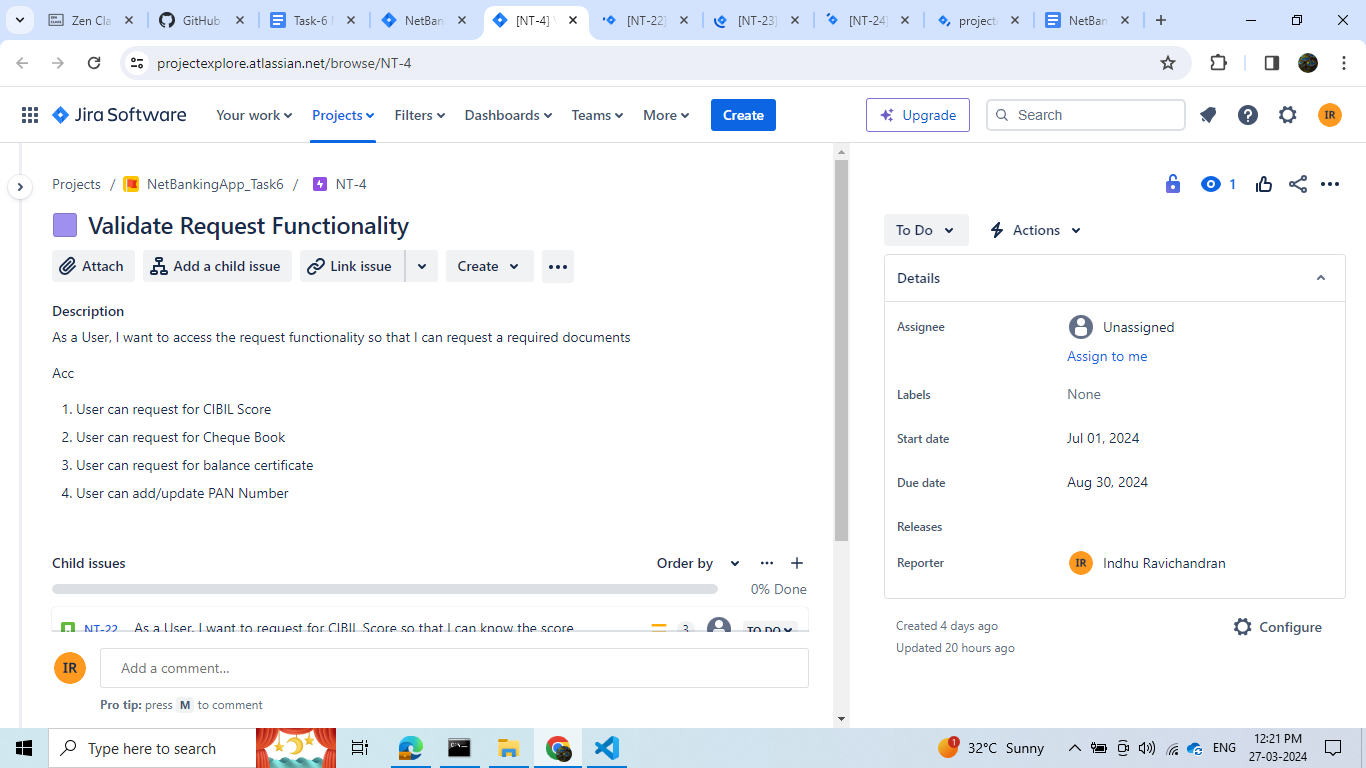 Zen Cla
GitHub
Task-6
NetBan
[NT-4]
[NT-22]
[NT-23]
[NT-24]
project
NetBan
projectexplore.atlassian.net/browse/NT-4
Jira Software
Your work
Projects
Filters
Dashboards
Teams
More
Create
Upgrade
Search
IR
Projects / NetBankingApp_Task6 / NT-4
1
Validate Request Functionality
Attach
Add a child issue
Link issue
Create
Description
As a User, I want to access the request functionality so that I can request a required documents
Acc
1. User can request for CIBIL Score
2. User can request for Cheque Book
3. User can request for balance certificate
4. User can add/update PAN Number
Child issues
Order by
0% Done
NT-22 As a User, I want to request for CIBIL Score so that I can know the score
3
TO DO
IR
Add a comment...
Pro tip: press M to comment
To Do
Actions
Details
Assignee
Unassigned
Assign to me
Labels
None
Start date
Jul 01, 2024
Due date
Aug 30, 2024
Releases
Reporter
IR
Indhu Ravichandran
Created 4 days ago
Updated 20 hours ago
Configure
Type here to search
1
32°C Sunny
ENG
12:21 PM
27-03-2024